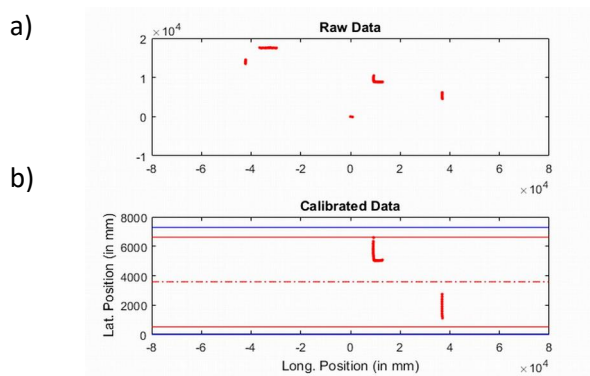 a)
Raw Data
× 10^4
2
1
0
-1
-8 -6 -4 -2 0 2 4 6 8
× 10^4
b)
Calibrated Data
8000
6000
4000
2000
0
Lat. Position (in mm)
-8 -6 -4 -2 0 2 4 6 8
Long. Position (in mm)
× 10^4